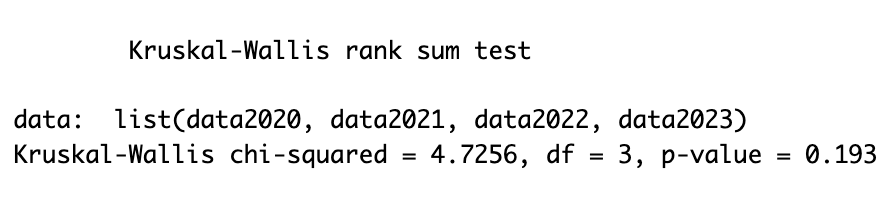 Kruskal-Wallis rank sum test
data:  list(data2020, data2021, data2022, data2023)
Kruskal-Wallis chi-squared = 4.7256, df = 3, p-value = 0.193